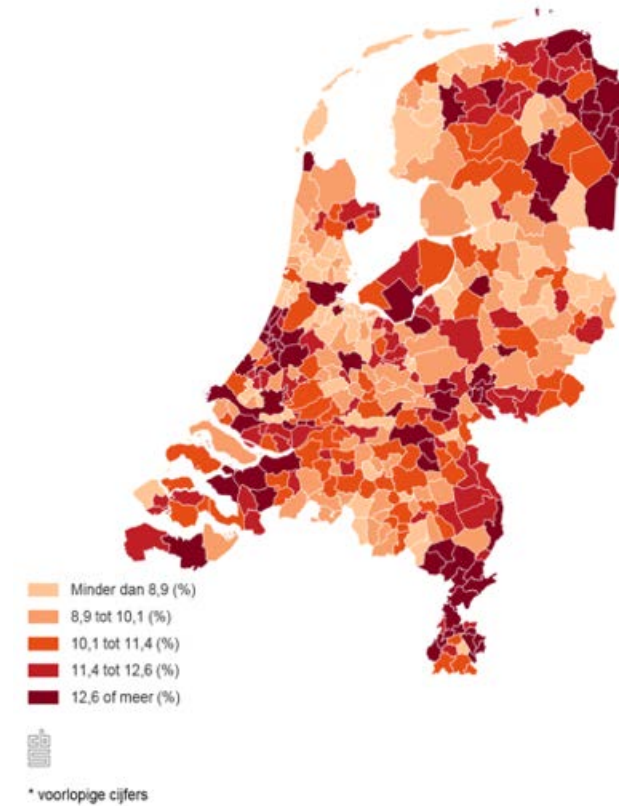 Minder dan 8,9 (%)
8,9 tot 10,1 (%)
10,1 tot 11,4 (%)
11,4 tot 12,6 (%)
12,6 of meer (%)
* voorlopige cijfers